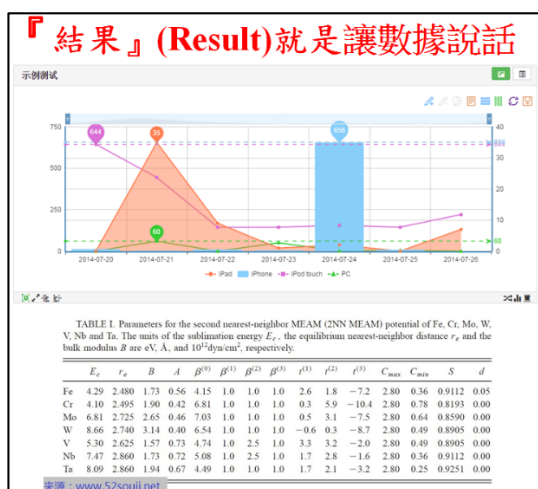 『結果』(Result)就是讓數據說話
示例测试
644
35
656
60
750
500
250
0
40
30
20
10
0
60
2014-07-20 2014-07-21 2014-07-22 2014-07-23 2014-07-24 2014-07-25 2014-07-26
iPad iPhone iPod touch PC
TABLE I. Parameters for the second nearest-neighbor MEAM (2NN MEAM) potential of Fe, Cr, Mo, W,
V, Nb and Ta. The units of the sublimation energy E_c, the equilibrium nearest-neighbor distance r_e and the
bulk modulus B are eV, Å, and 10^12dyn/cm², respectively.
E_c r_e B A β^(0) β^(1) β^(2) β^(3) t^(1) t^(2) t^(3) C_max C_min S d
Fe 4.29 2.480 1.73 0.56 4.15 1.0 1.0 1.0 2.6 1.8 −7.2 2.80 0.36 0.9112 0.05
Cr 4.10 2.495 1.90 0.42 6.81 1.0 1.0 1.0 0.3 5.9 −10.4 2.80 0.78 0.8193 0.00
Mo 6.81 2.725 2.65 0.46 7.03 1.0 1.0 1.0 0.5 3.1 −7.5 2.80 0.64 0.8590 0.00
W 8.66 2.740 3.14 0.40 6.54 1.0 1.0 1.0 −0.6 0.3 −8.7 2.80 0.49 0.8905 0.00
V 5.30 2.625 1.57 0.73 4.74 1.0 2.5 1.0 3.3 3.2 −2.0 2.80 0.49 0.8905 0.00
Nb 7.47 2.860 1.73 0.72 5.08 1.0 2.5 1.0 1.7 2.8 −1.6 2.80 0.36 0.9112 0.00
Ta 8.09 2.860 1.94 0.67 4.49 1.0 1.0 1.0 1.7 2.1 −3.2 2.80 0.25 0.9251 0.00
来源：www.52souji.net